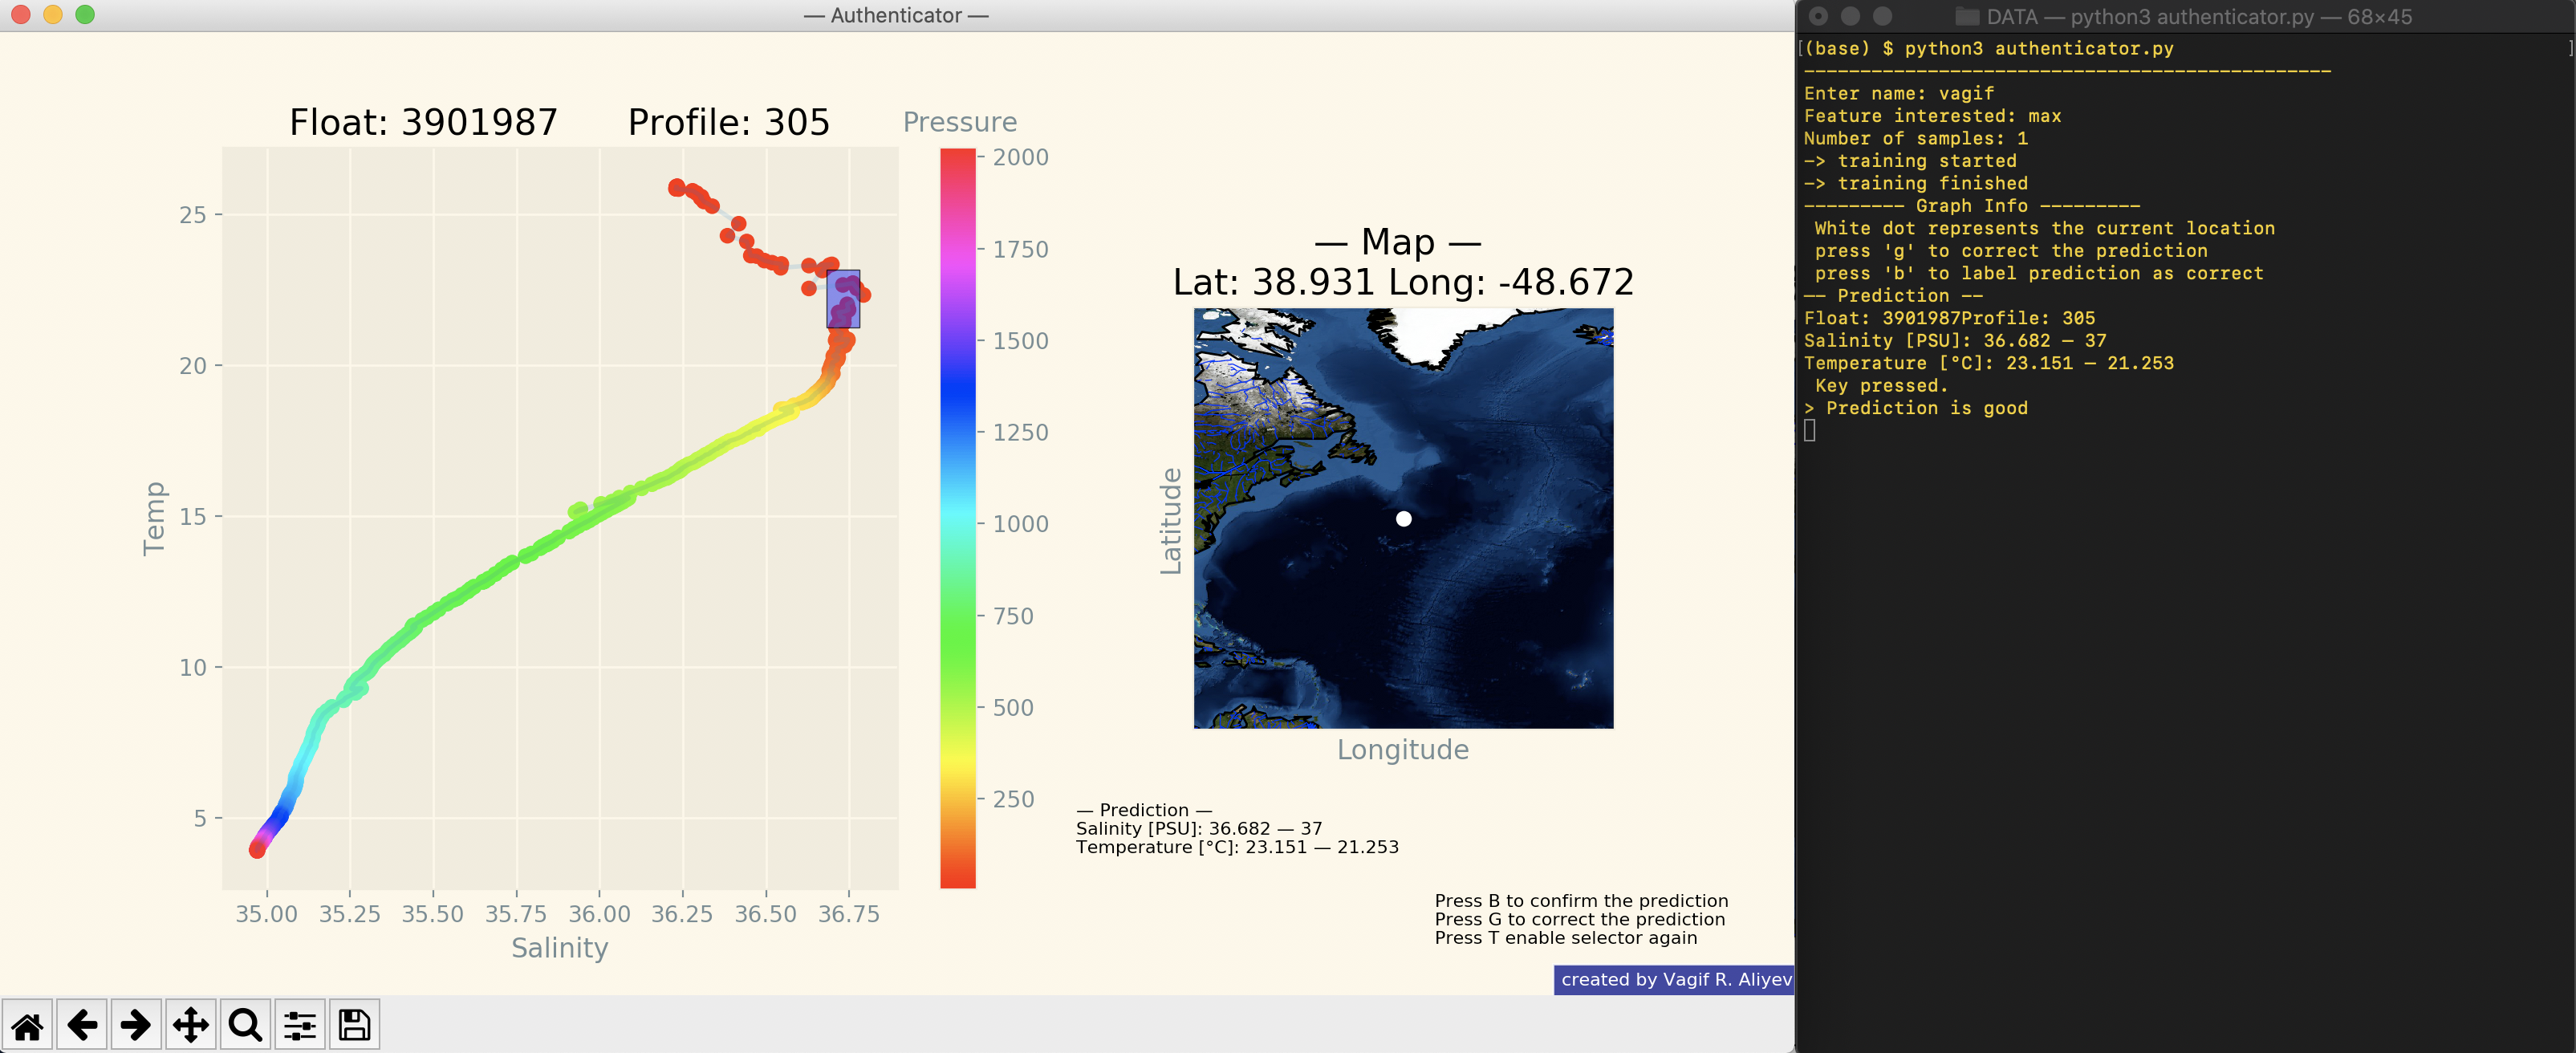 — Authenticator —
Float: 3901987 Profile: 305
Pressure
2000
1750
1500
1250
1000
750
500
250
25
20
15
10
5
Temp
35.00 35.25 35.50 35.75 36.00 36.25 36.50 36.75
Salinity
— Map —
Lat: 38.931 Long: -48.672
Latitude
Longitude
— Prediction —
Salinity [PSU]: 36.682 — 37
Temperature [°C]: 23.151 — 21.253
Press B to confirm the prediction
Press G to correct the prediction
Press T enable selector again
created by Vagif R. Aliyev
DATA — python3 authenticator.py — 68×45
[(base) $ python3 authenticator.py ]
-----------------------------------------------
Enter name: vagif
Feature interested: max
Number of samples: 1
—> training started
—> training finished
--------- Graph Info ---------
White dot represents the current location
press 'g' to correct the prediction
press 'b' to label prediction as correct
—— Prediction ——
Float: 3901987Profile: 305
Salinity [PSU]: 36.682 — 37
Temperature [°C]: 23.151 — 21.253
Key pressed.
> Prediction is good